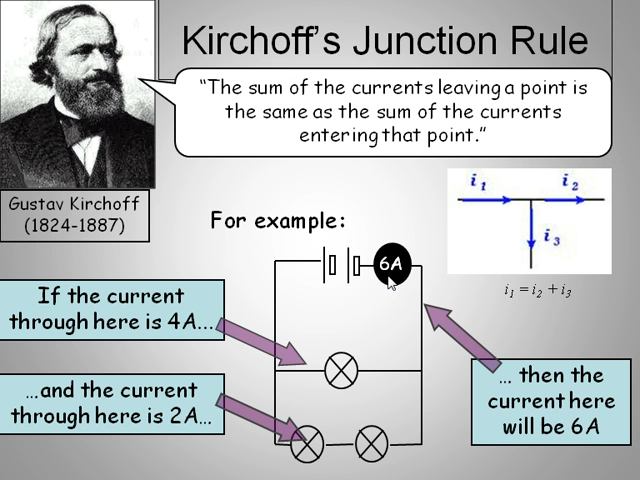 Kirchoff’s Junction Rule
“The sum of the currents leaving a point is
the same as the sum of the currents
entering that point.”
Gustav Kirchoff
(1824-1887)
For example:
i₁
i₂
i₃
i₁ = i₂ + i₃
6A
If the current
through here is 4A...
…and the current
through here is 2A…
… then the
current here
will be 6A